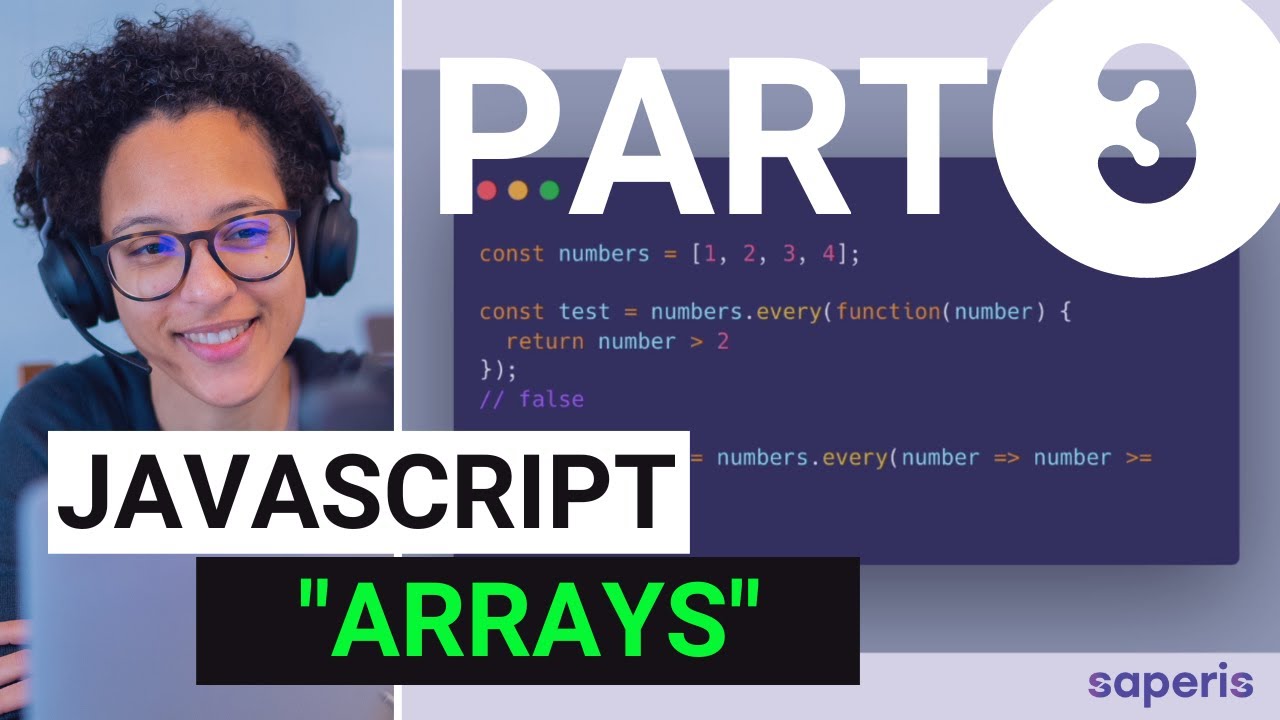 PART 3
const numbers = [1, 2, 3, 4];
const test = numbers.every(function(number) {
return number > 2
});
// false
= numbers.every(number => number >=
JAVASCRIPT
"ARRAYS"
saperis